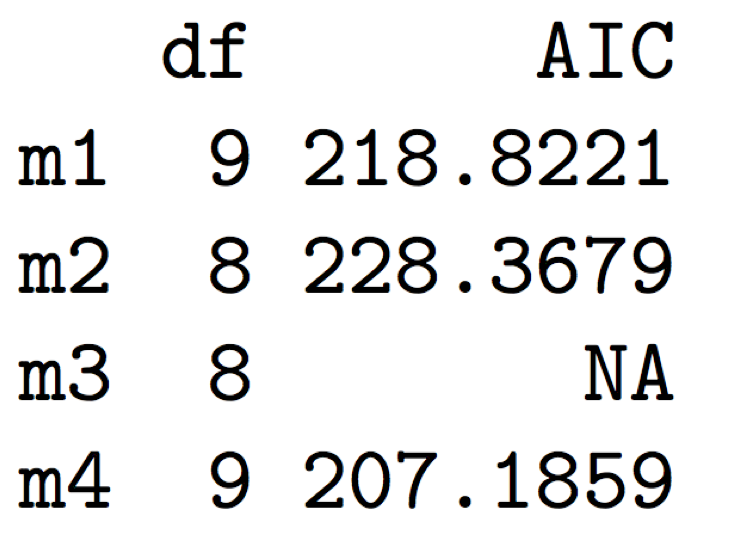 df AIC
m1 9 218.8221
m2 8 228.3679
m3 8 NA
m4 9 207.1859